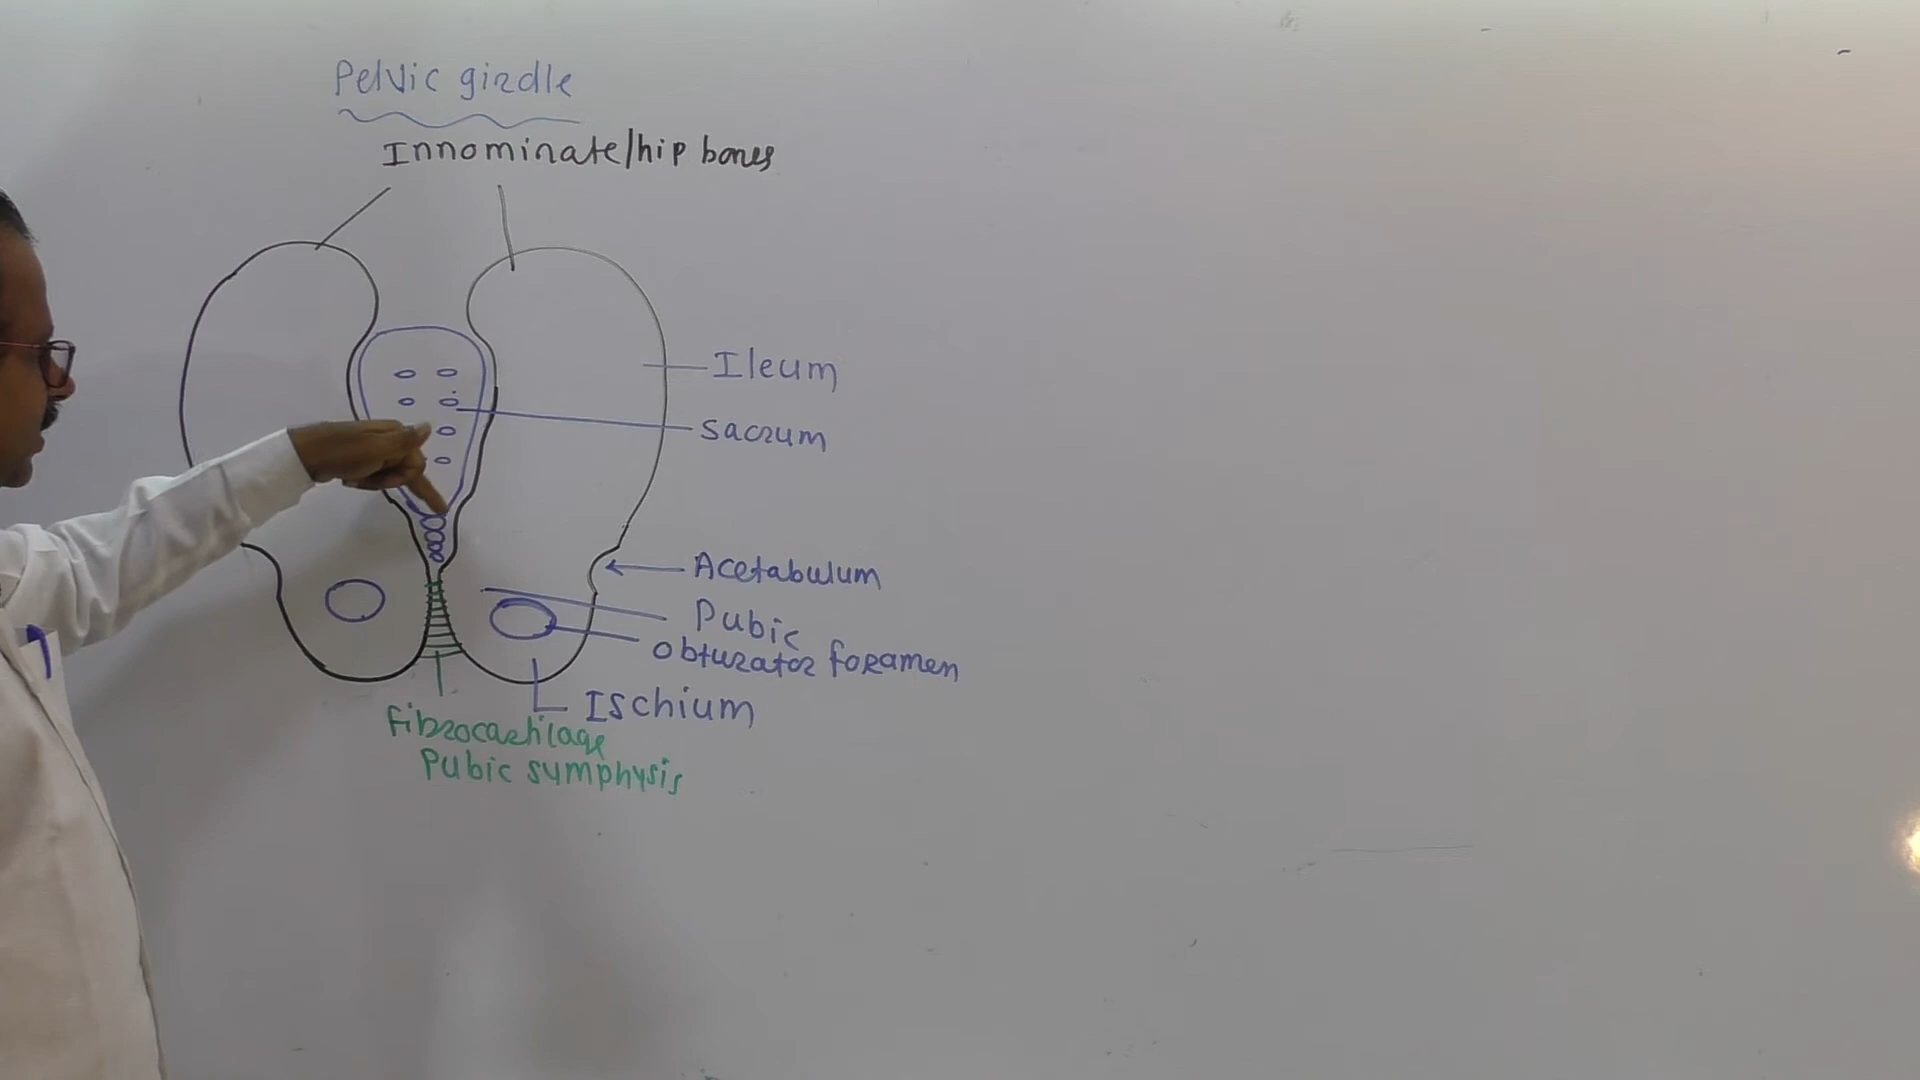 Pelvic girdle
Innominate/hip bones
Ileum
Sacrum
Acetabulum
Pubic
Obturator foramen
Ischium
Fibrocartilage
Pubic symphysis